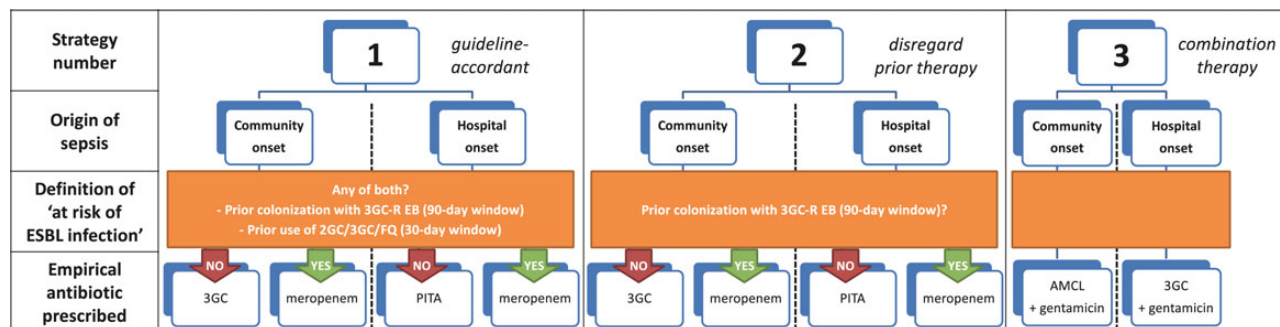 Strategy
number
1
guideline-
accordant
2
disregard
prior therapy
3
combination
therapy
Origin of
sepsis
Community
onset
Hospital
onset
Community
onset
Hospital
onset
Community
onset
Hospital
onset
Definition of
‘at risk of
ESBL infection’
Any of both?
- Prior colonization with 3GC-R EB (90-day window)
- Prior use of 2GC/3GC/FQ (30-day window)
Prior colonization with 3GC-R EB (90-day window)?
Empirical
antibiotic
prescribed
NO
YES
NO
YES
NO
YES
NO
YES
3GC
meropenem
PITA
meropenem
3GC
meropenem
PITA
meropenem
AMCL
+ gentamicin
3GC
+ gentamicin